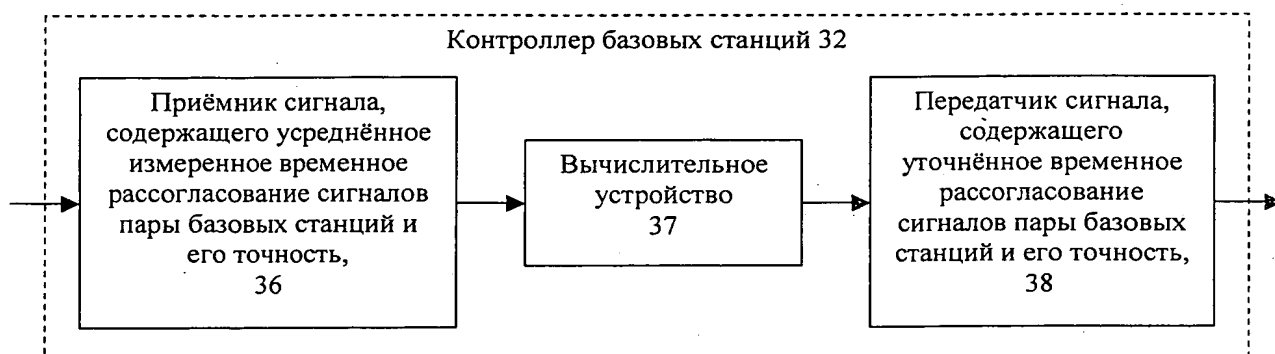 Контроллер базовых станций 32
Приёмник сигнала,
содержащего усреднённое
измеренное временное
рассогласование сигналов
пары базовых станций и
его точность,
36
Вычислительное
устройство
37
Передатчик сигнала,
содержащего
уточнённое временное
рассогласование
сигналов пары базовых
станций и его точность,
38